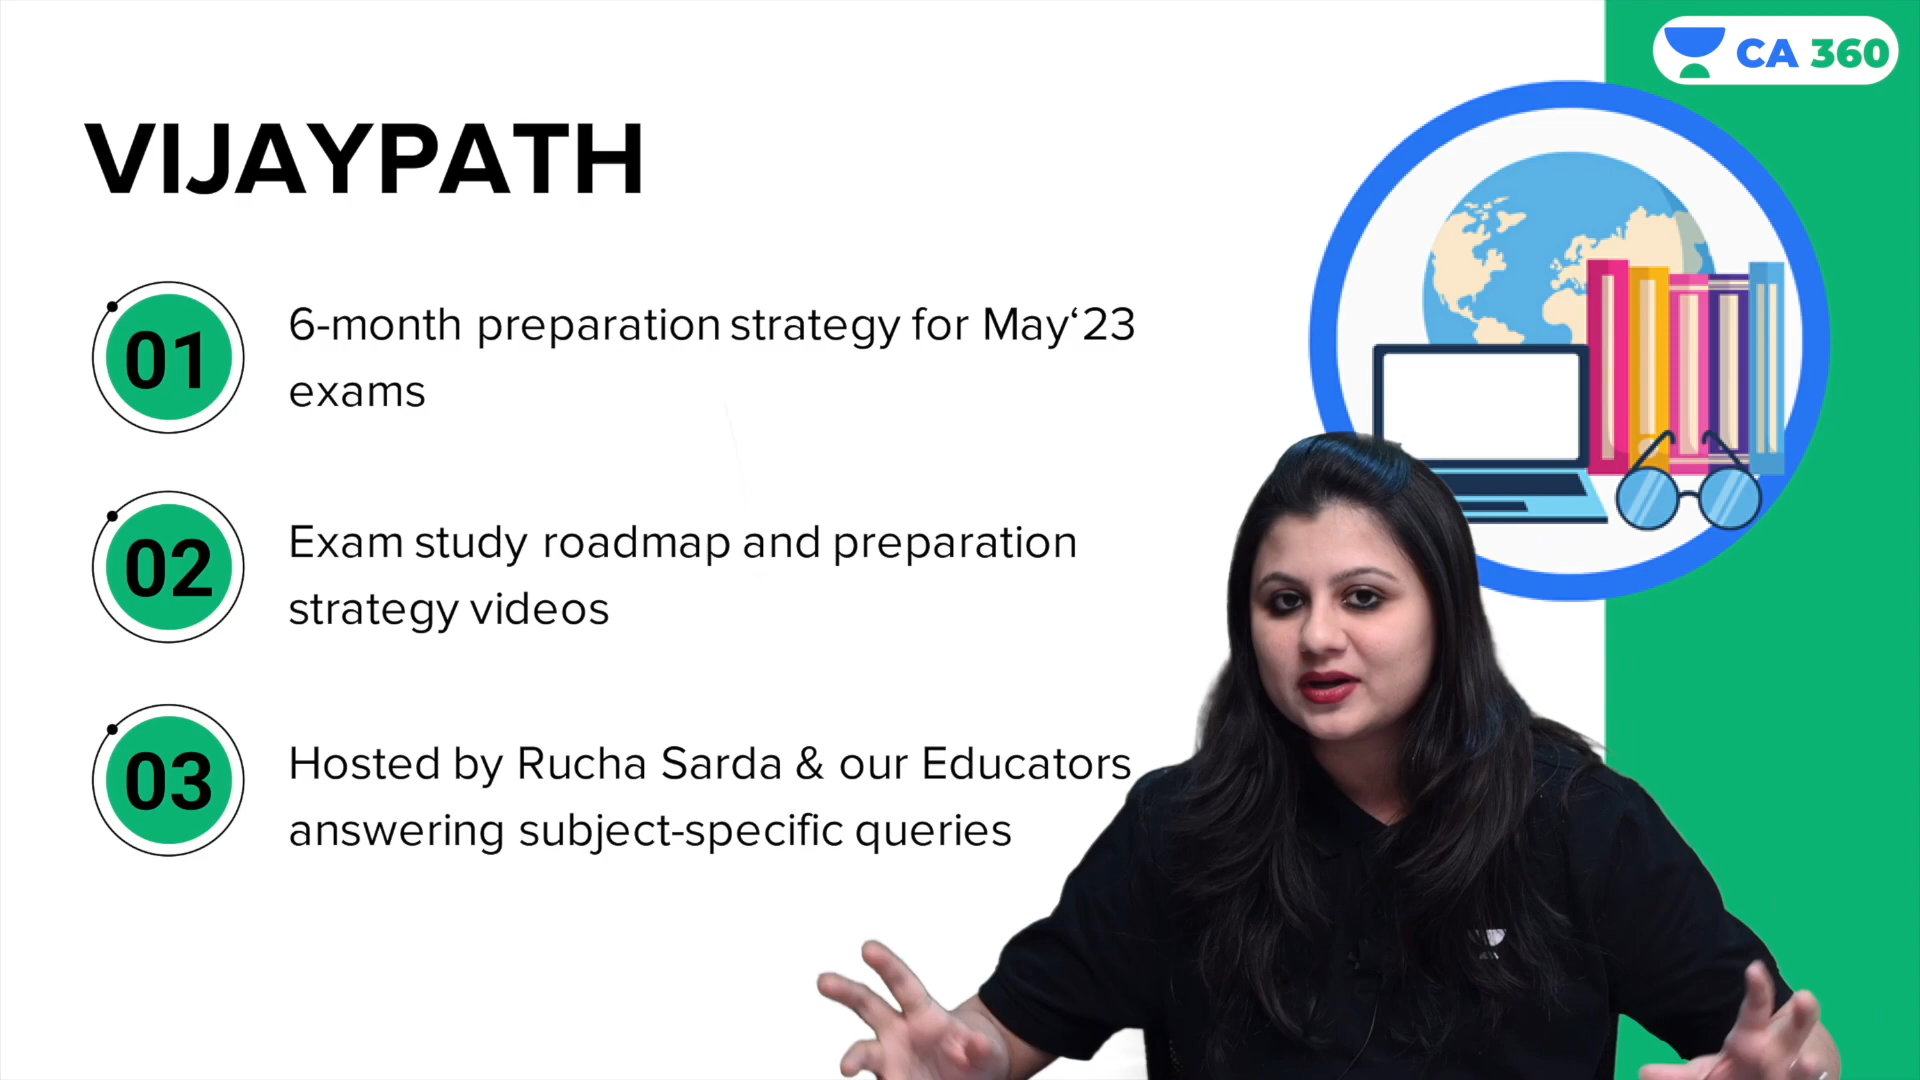 CA 360
VIJAYPATH
01
6-month preparation strategy for May‘23
exams
02
Exam study roadmap and preparation
strategy videos
03
Hosted by Rucha Sarda & our Educators
answering subject-specific queries